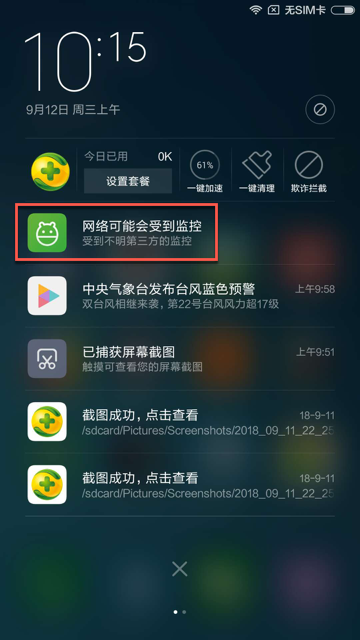 无SIM卡
10:15
9月12日 周三上午
今日已用 0K
设置套餐
61%
一键加速
一键清理
欺诈拦截
网络可能会受到监控
受到不明第三方的监控
中央气象台发布台风蓝色预警 上午9:58
双台风相继来袭，第22号台风风力超17级
已捕获屏幕截图 上午9:51
触摸可查看您的屏幕截图
截图成功，点击查看 18-9-11
/sdcard/Pictures/Screenshots/2018_09_11_22_25
截图成功，点击查看 18-9-11
/sdcard/Pictures/Screenshots/2018_09_11_22_25